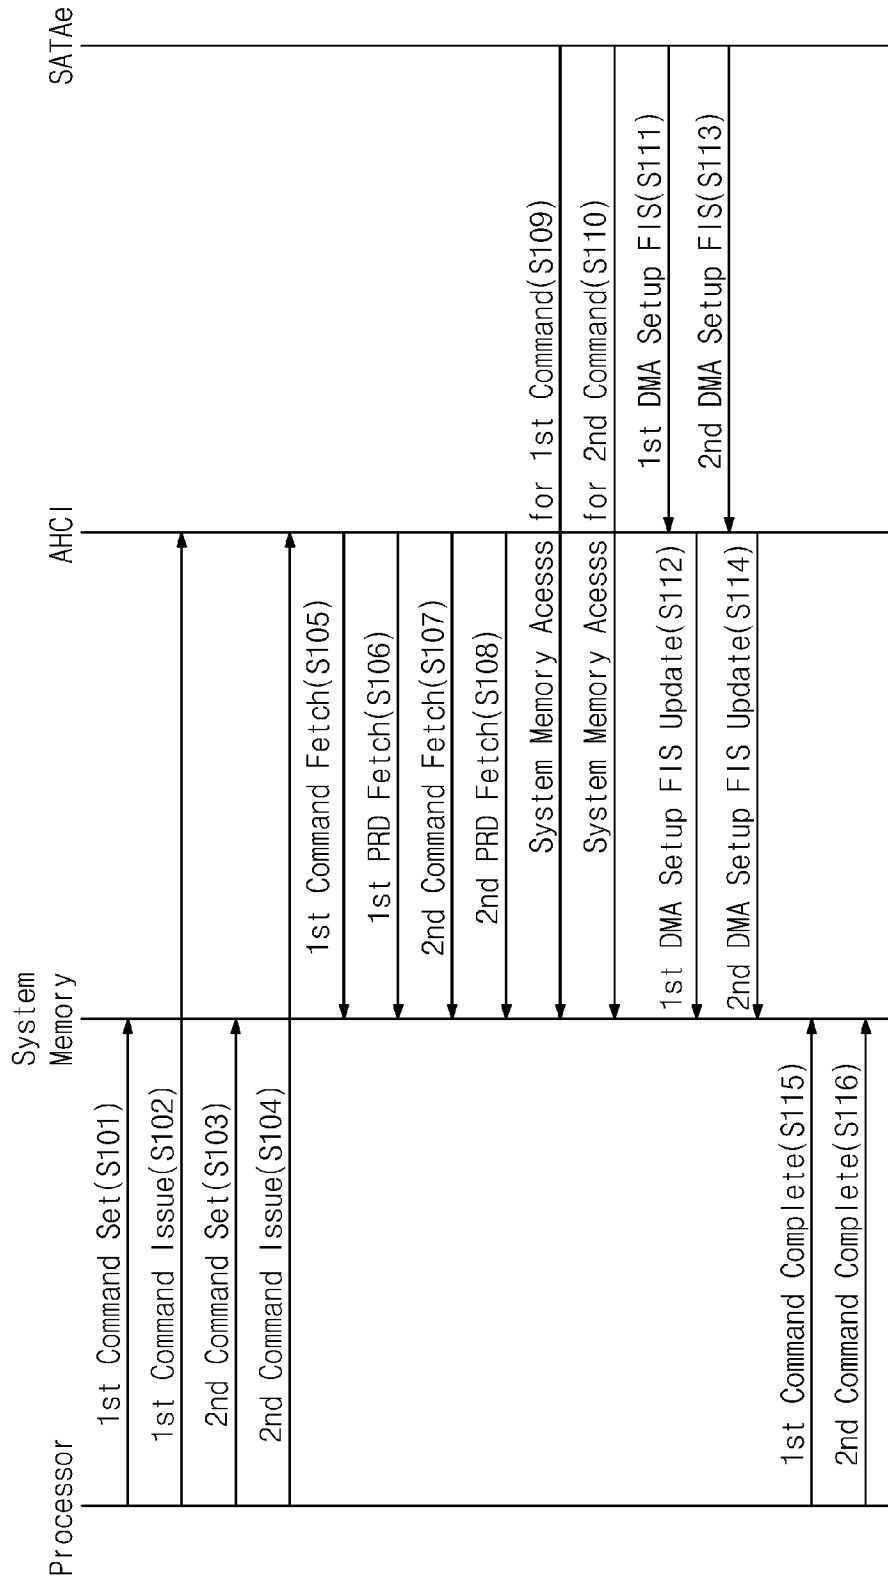 Processor
System
Memory
AHCI
SATAe
1st Command Set(S101)
1st Command Issue(S102)
2nd Command Set(S103)
2nd Command Issue(S104)
1st Command Fetch(S105)
1st PRD Fetch(S106)
2nd Command Fetch(S107)
2nd PRD Fetch(S108)
System Memory Acesss for 1st Command(S109)
System Memory Acesss for 2nd Command(S110)
1st DMA Setup FIS(S111)
1st DMA Setup FIS Update(S112)
2nd DMA Setup FIS(S113)
2nd DMA Setup FIS Update(S114)
1st Command Complete(S115)
2nd Command Complete(S116)